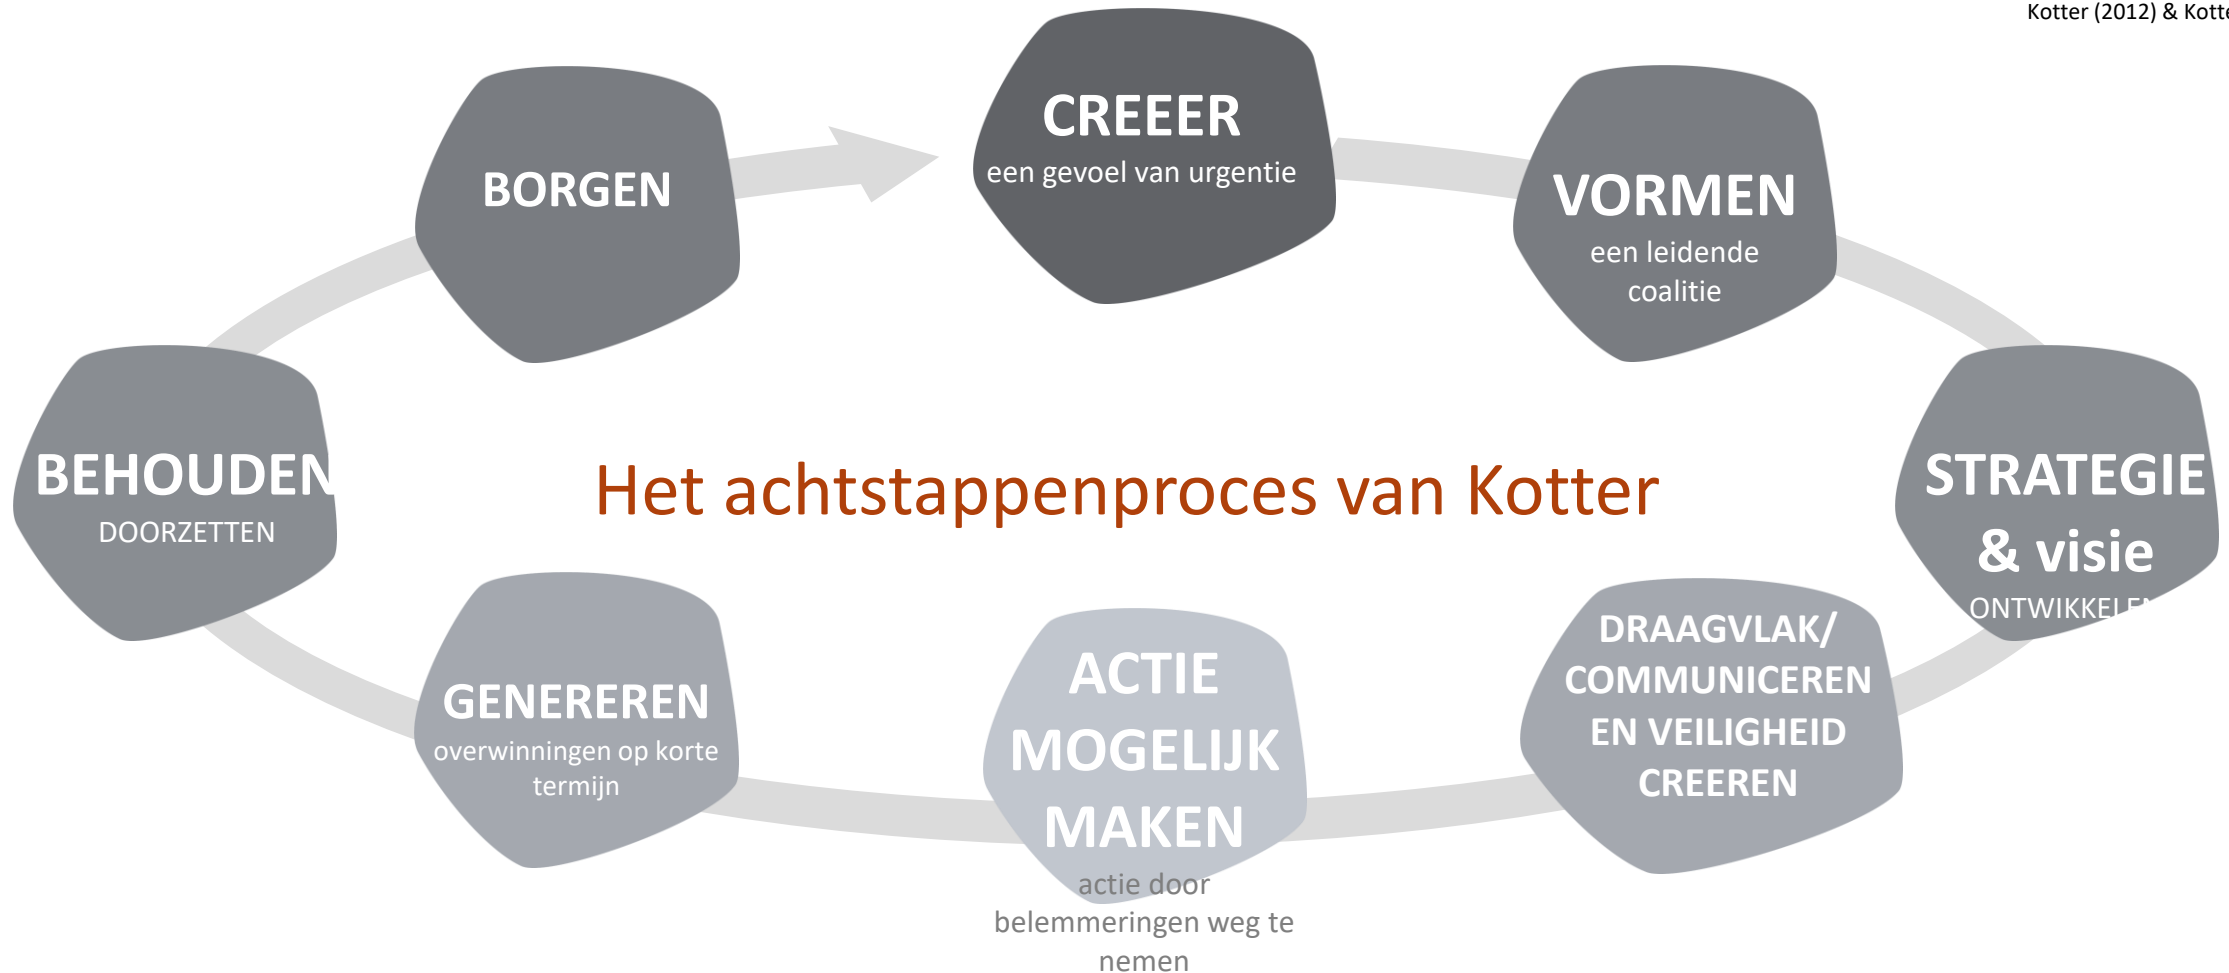 Kotter (2012) & Kotte
CREEER
een gevoel van urgentie
VORMEN
een leidende
coalitie
STRATEGIE
& visie
ONTWIKKELEN
DRAAGVLAK/
COMMUNICEREN
EN VEILIGHEID
CREEREN
ACTIE
MOGELIJK
MAKEN
actie door
belemmeringen weg te
nemen
GENEREREN
overwinningen op korte
termijn
BEHOUDEN
DOORZETTEN
BORGEN
Het achtstappenproces van Kotter